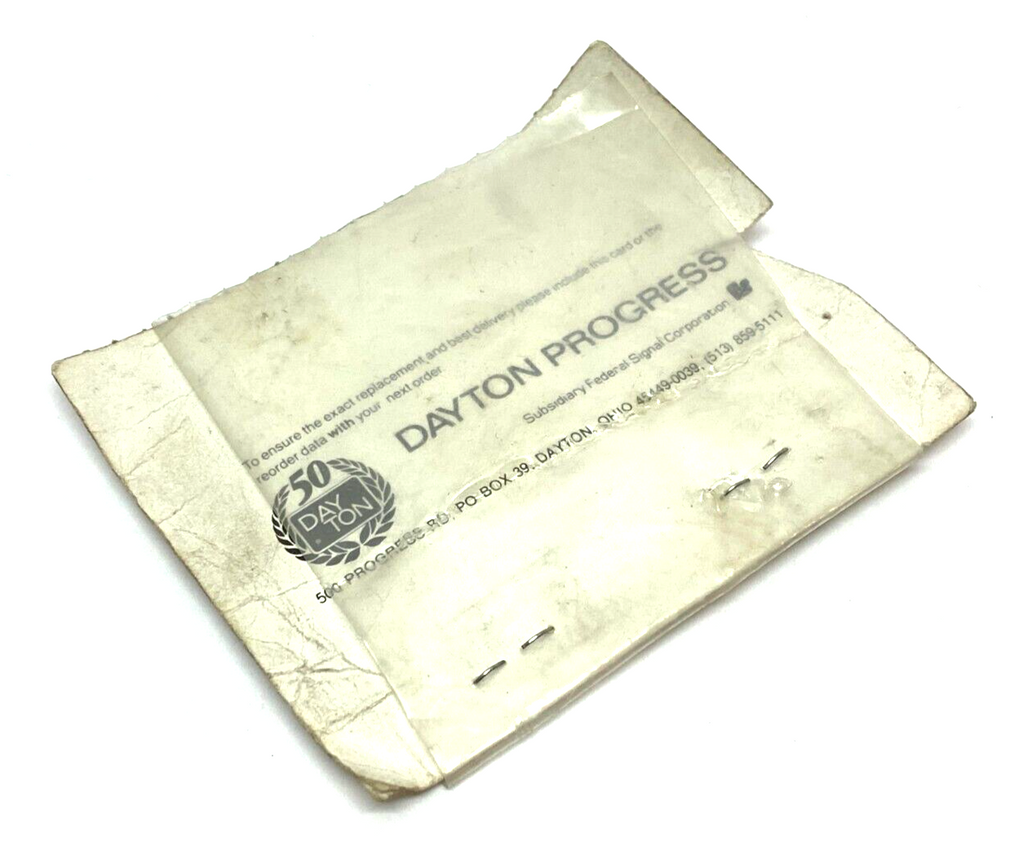 To ensure the exact replacement and best delivery please include this card or the
reorder data with your next order
DAYTON PROGRESS
Subsidiary Federal Signal Corporation
50
DAY
TON
500 PROGRESS RD, PO BOX 39, DAYTON, OHIO 45449-0039, (513) 859-5111